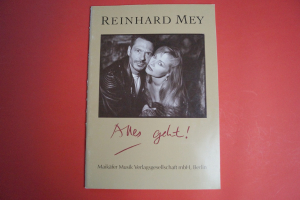 REINHARD MEY
Alles geht!
Maikäfer Musik Verlagsgesellschaft mbH, Berlin